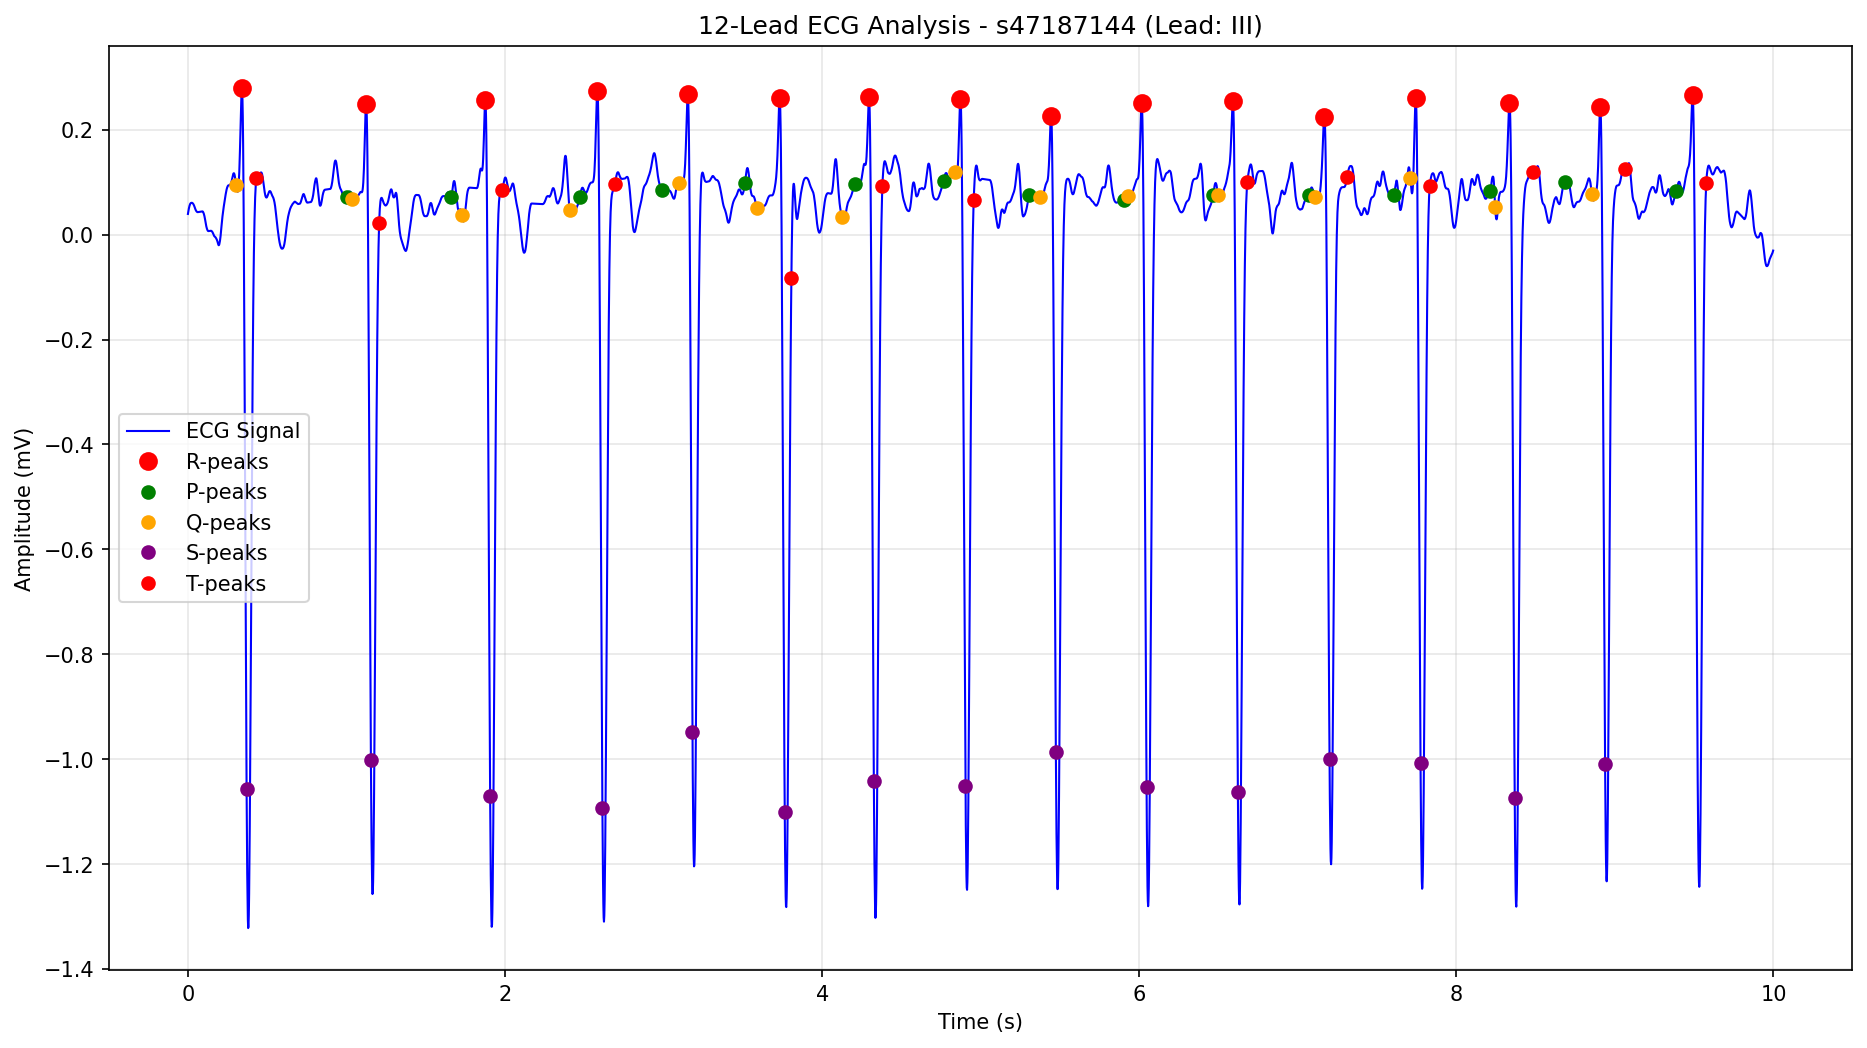 12-Lead ECG Analysis - s47187144 (Lead: III)
0.2
0.0
−0.2
−0.4
−0.6
−0.8
−1.0
−1.2
−1.4
Amplitude (mV)
ECG Signal
R-peaks
P-peaks
Q-peaks
S-peaks
T-peaks
0 2 4 6 8 10
Time (s)